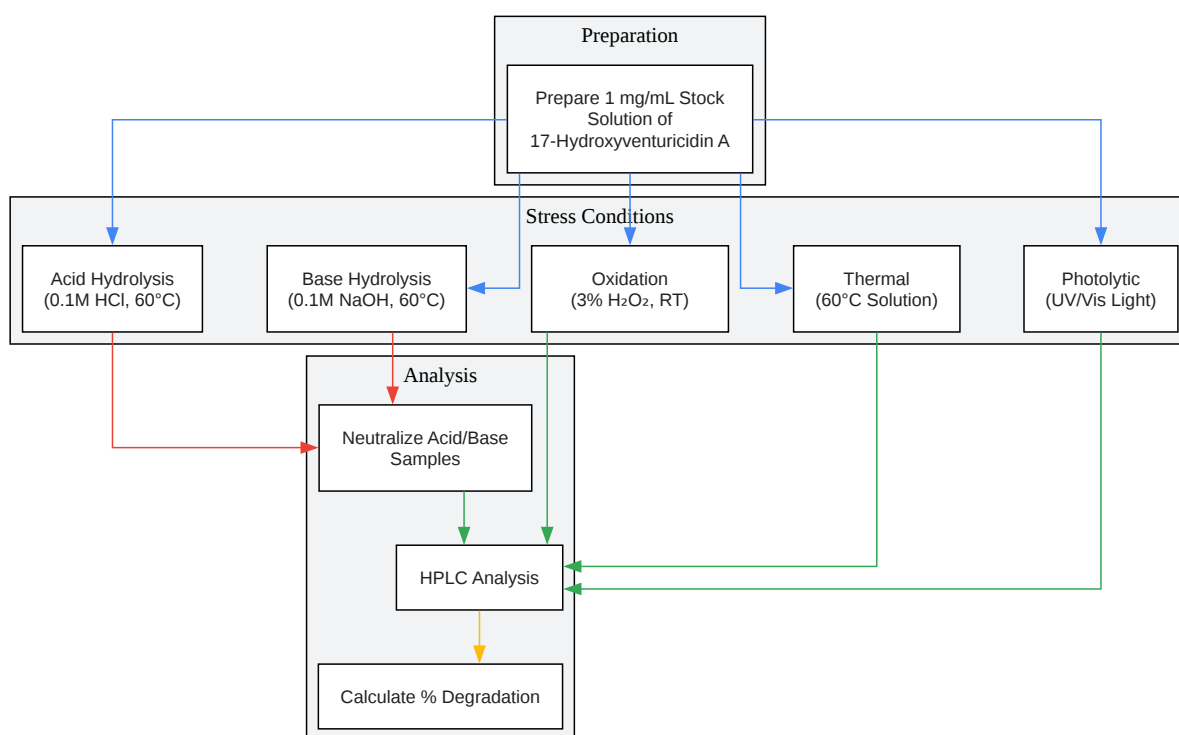 Preparation
Prepare 1 mg/mL Stock
Solution of
17-Hydroxyventuricidin A
Stress Conditions
Acid Hydrolysis
(0.1M HCl, 60°C)
Base Hydrolysis
(0.1M NaOH, 60°C)
Oxidation
(3% H₂O₂, RT)
Thermal
(60°C Solution)
Photolytic
(UV/Vis Light)
Analysis
Neutralize Acid/Base
Samples
HPLC Analysis
Calculate % Degradation